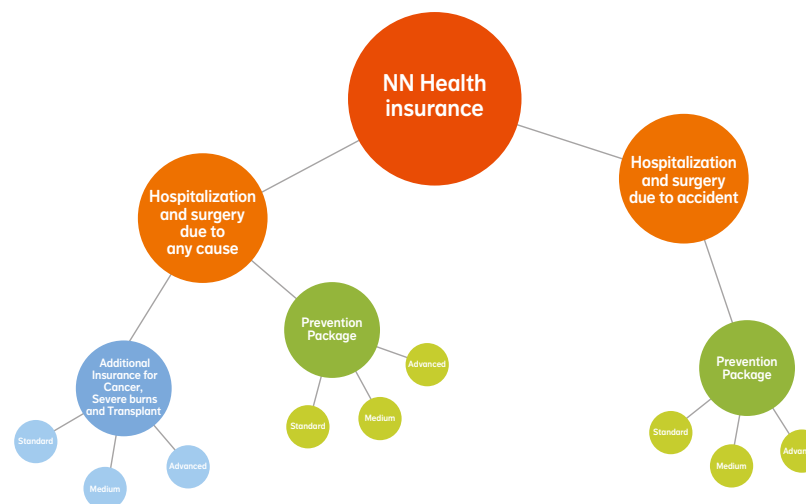 NN Health
insurance
Hospitalization
and surgery
due to accident
Hospitalization
and surgery
due to
any cause
Prevention
Package
Advanced
Standard
Medium
Additional
Insurance for
Cancer,
Severe burns
and Transplant
Standard
Medium
Advanced
Prevention
Package
Standard
Medium